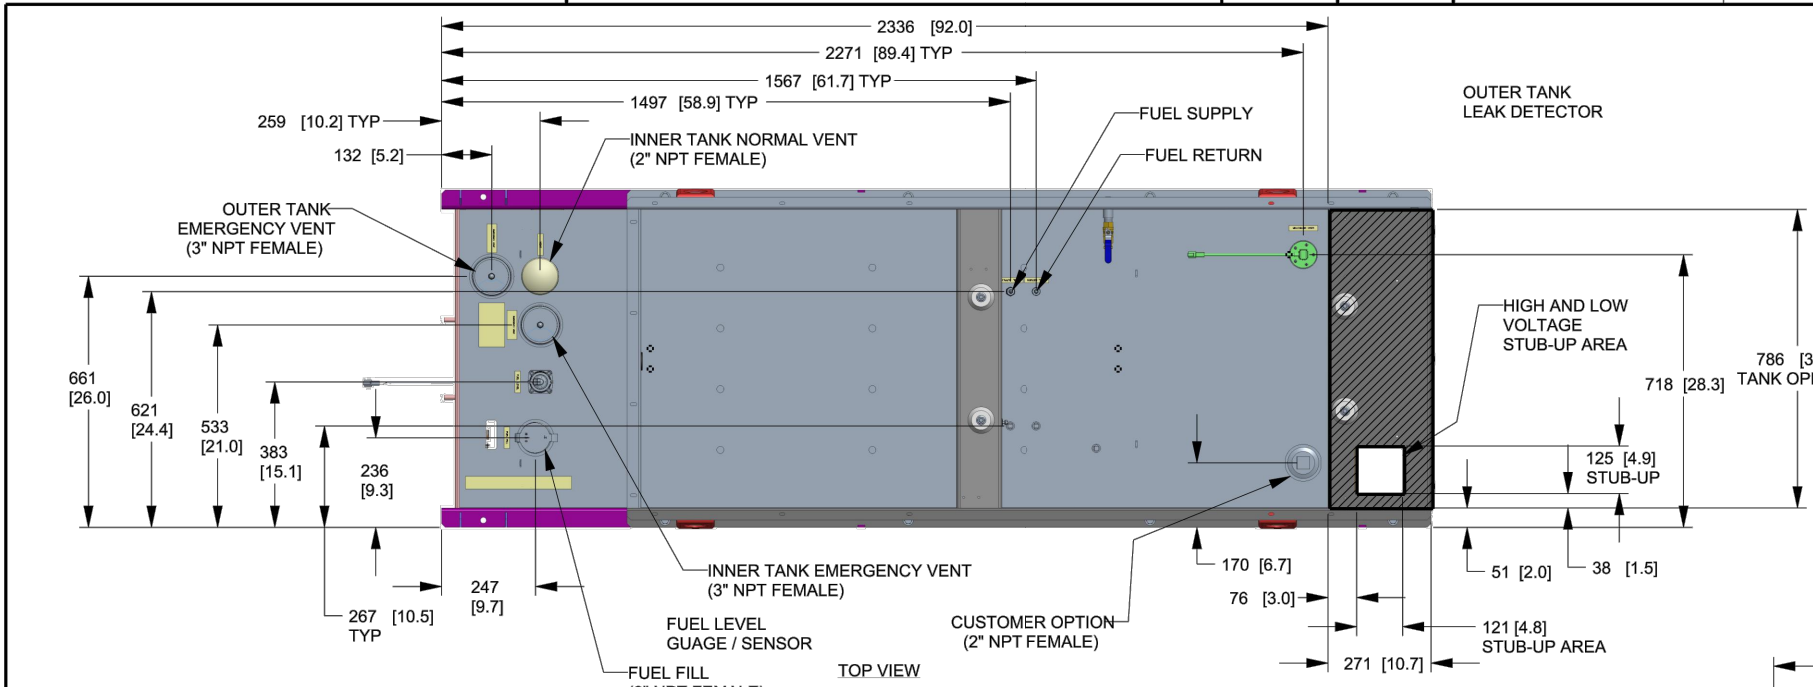 2336 [92.0]
2271 [89.4] TYP
1567 [61.7] TYP
1497 [58.9] TYP
259 [10.2] TYP
132 [5.2]
INNER TANK NORMAL VENT
(2" NPT FEMALE)
FUEL SUPPLY
FUEL RETURN
OUTER TANK
LEAK DETECTOR
OUTER TANK
EMERGENCY VENT
(3" NPT FEMALE)
HIGH AND LOW
VOLTAGE
STUB-UP AREA
661
[26.0]
621
[24.4]
533
[21.0]
383
[15.1]
236
[9.3]
718 [28.3]
786 [3
TANK OP
125 [4.9]
STUB-UP
267 [10.5]
TYP
247
[9.7]
INNER TANK EMERGENCY VENT
(3" NPT FEMALE)
FUEL LEVEL
GUAGE / SENSOR
FUEL FILL
TOP VIEW
CUSTOMER OPTION
(2" NPT FEMALE)
170 [6.7]
76 [3.0]
51 [2.0]
38 [1.5]
121 [4.8]
STUB-UP AREA
271 [10.7]